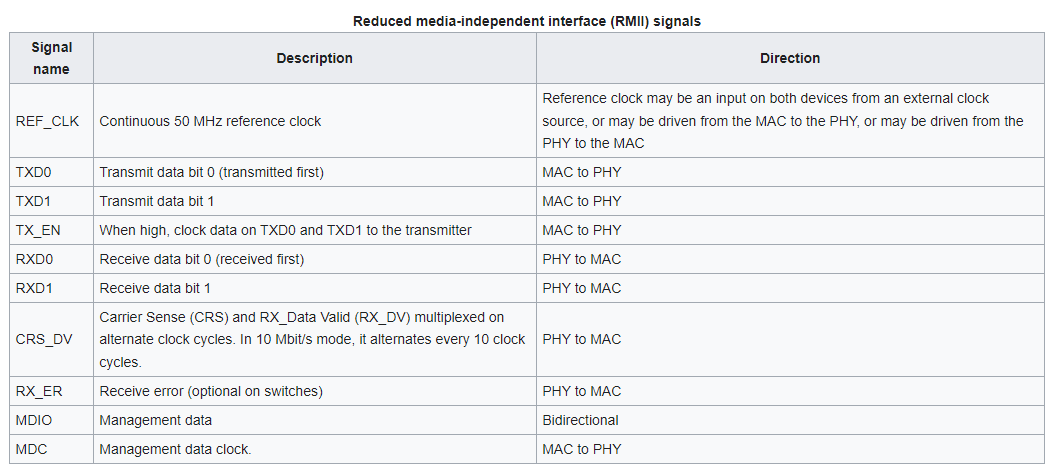 Reduced media-independent interface (RMII) signals
Signal
name
Description
Direction
REF_CLK
Continuous 50 MHz reference clock
Reference clock may be an input on both devices from an external clock
source, or may be driven from the MAC to the PHY, or may be driven from the
PHY to the MAC
TXD0
Transmit data bit 0 (transmitted first)
MAC to PHY
TXD1
Transmit data bit 1
MAC to PHY
TX_EN
When high, clock data on TXD0 and TXD1 to the transmitter
MAC to PHY
RXD0
Receive data bit 0 (received first)
PHY to MAC
RXD1
Receive data bit 1
PHY to MAC
CRS_DV
Carrier Sense (CRS) and RX_Data Valid (RX_DV) multiplexed on
alternate clock cycles. In 10 Mbit/s mode, it alternates every 10 clock
cycles.
PHY to MAC
RX_ER
Receive error (optional on switches)
PHY to MAC
MDIO
Management data
Bidirectional
MDC
Management data clock.
MAC to PHY